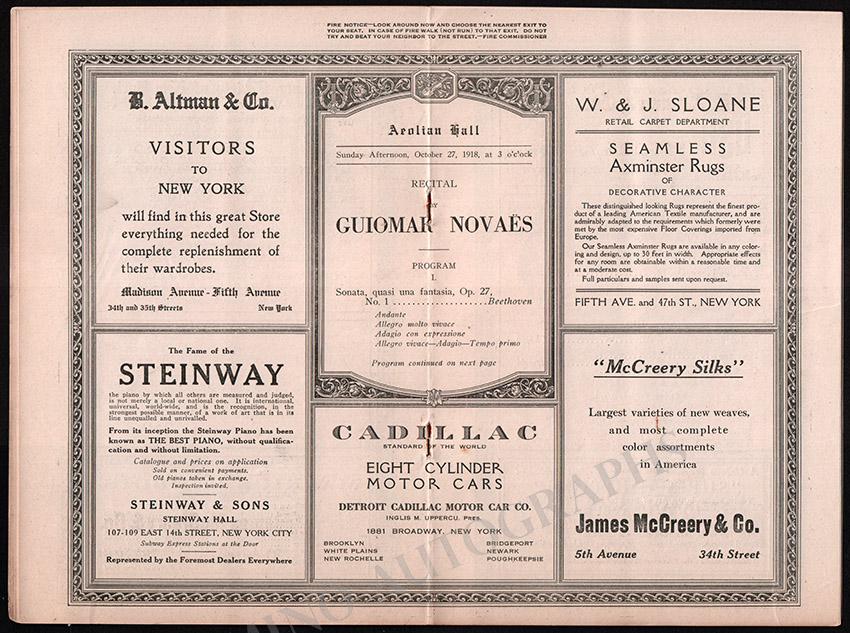 FIRE NOTICE—LOOK AROUND NOW AND CHOOSE THE NEAREST EXIT TO
YOUR SEAT. IN CASE OF FIRE WALK (NOT RUN) TO THAT EXIT. DO NOT
TRY AND BEAT YOUR NEIGHBOR TO THE STREET.—FIRE COMMISSIONER
B. Altman & Co.
VISITORS
TO
NEW YORK
will find in this great Store
everything needed for the
complete replenishment of
their wardrobes.
Madison Avenue - Fifth Avenue
34th and 35th Streets New York
The Fame of the
STEINWAY
the piano by which all others are measured and judged,
is not merely a local or national one. It is international,
universal, world-wide, and is the recognition, in the
strongest possible manner, of a work of art that is in its
line unequalled and unrivalled.
From its inception the Steinway Piano has been
known as THE BEST PIANO, without qualifica-
cation and without limitation.
Catalogue and prices on application
Sold on convenient payments.
Old pianos taken in exchange.
Inspection invited.
STEINWAY & SONS
STEINWAY HALL
107-109 EAST 14th STREET, NEW YORK CITY
Subway Express Stations at the Door
Represented by the Foremost Dealers Everywhere
Aeolian Hall
Sunday Afternoon, October 27, 1918, at 3 o'clock
RECITAL
BY
GUIOMAR NOVAËS
PROGRAM
I.
Sonata, quasi una fantasia, Op. 27,
No. 1 ......................Beethoven
Andante
Allegro molto vivace
Adagio con expressione
Allegro vivace—Adagio—Tempo primo
Program continued on next page
CADILLAC
STANDARD OF THE WORLD
EIGHT CYLINDER
MOTOR CARS
DETROIT CADILLAC MOTOR CAR CO.
INGLIS M. UPPERCU, PRES.
1881 BROADWAY, NEW YORK
BROOKLYN BRIDGEPORT
WHITE PLAINS NEWARK
NEW ROCHELLE POUGHKEEPSIE
W. & J. SLOANE
RETAIL CARPET DEPARTMENT
SEAMLESS
Axminster Rugs
OF
DECORATIVE CHARACTER
These distinguished looking Rugs represent the finest pro-
duct of a leading American Textile manufacturer, and are
admirably adapted to the requirements which formerly were
met by the most expensive Floor Coverings imported from
Europe.
Our Seamless Axminster Rugs are available in any color-
ing and design, up to 30 feet in width. Appropriate effects
for any room are obtainable within a reasonable time and
at a moderate cost.
Full particulars and samples sent upon request.
FIFTH AVE. and 47th ST., NEW YORK
"McCreery Silks"
Largest varieties of new weaves,
and most complete
color assortments
in America
James McCreery & Co.
5th Avenue 34th Street
MINO AUTOGRAPHS